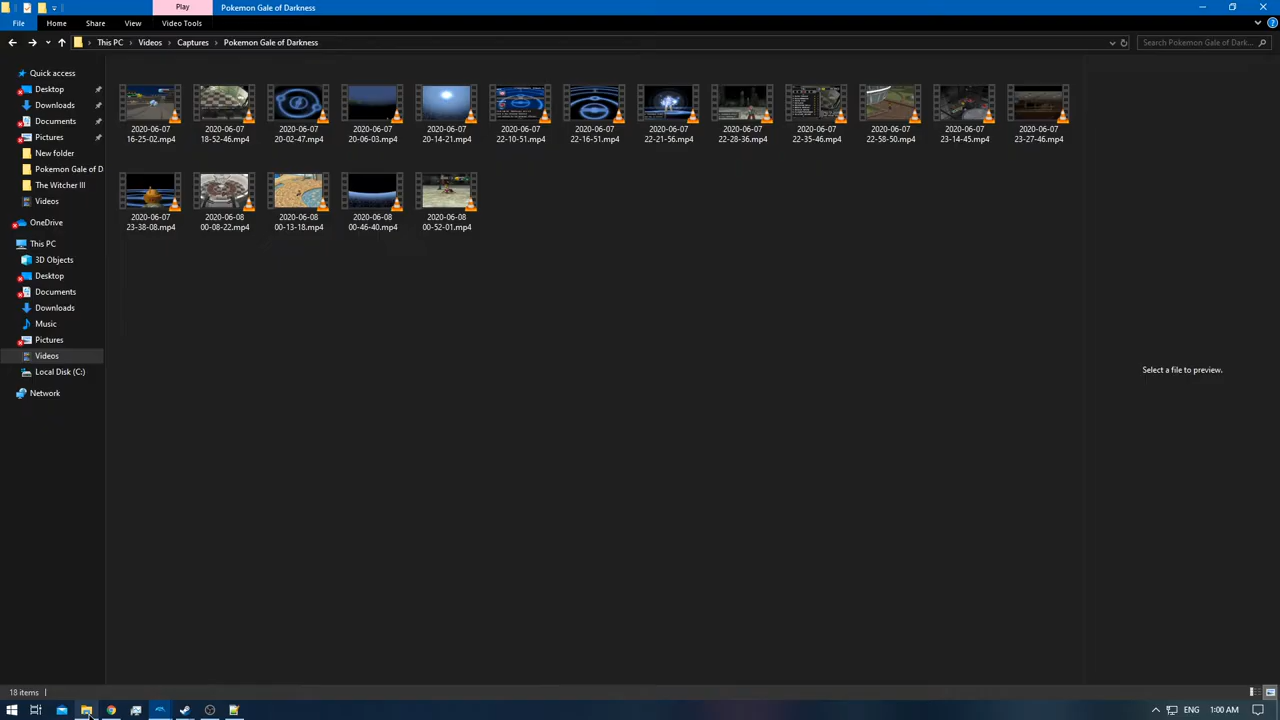 Play
Pokemon Gale of Darkness
File
Home
Share
View
Video Tools
This PC
Videos
Captures
Pokemon Gale of Darkness
Search Pokemon Gale of Dark...
Quick access
Desktop
Downloads
Documents
Pictures
New folder
Pokemon Gale of D
The Witcher III
Videos
OneDrive
This PC
3D Objects
Desktop
Documents
Downloads
Music
Pictures
Videos
Local Disk (C:)
Network
2020-06-07
16-25-02.mp4
2020-06-07
18-52-46.mp4
2020-06-07
20-02-47.mp4
2020-06-07
20-06-03.mp4
2020-06-07
20-14-21.mp4
2020-06-07
22-10-51.mp4
2020-06-07
22-16-51.mp4
2020-06-07
22-21-56.mp4
2020-06-07
22-28-36.mp4
2020-06-07
22-35-46.mp4
2020-06-07
22-58-50.mp4
2020-06-07
23-14-45.mp4
2020-06-07
23-27-46.mp4
2020-06-07
23-38-08.mp4
2020-06-08
00-08-22.mp4
2020-06-08
00-13-18.mp4
2020-06-08
00-46-40.mp4
2020-06-08
00-52-01.mp4
Select a file to preview.
18 items
ENG
1:00 AM